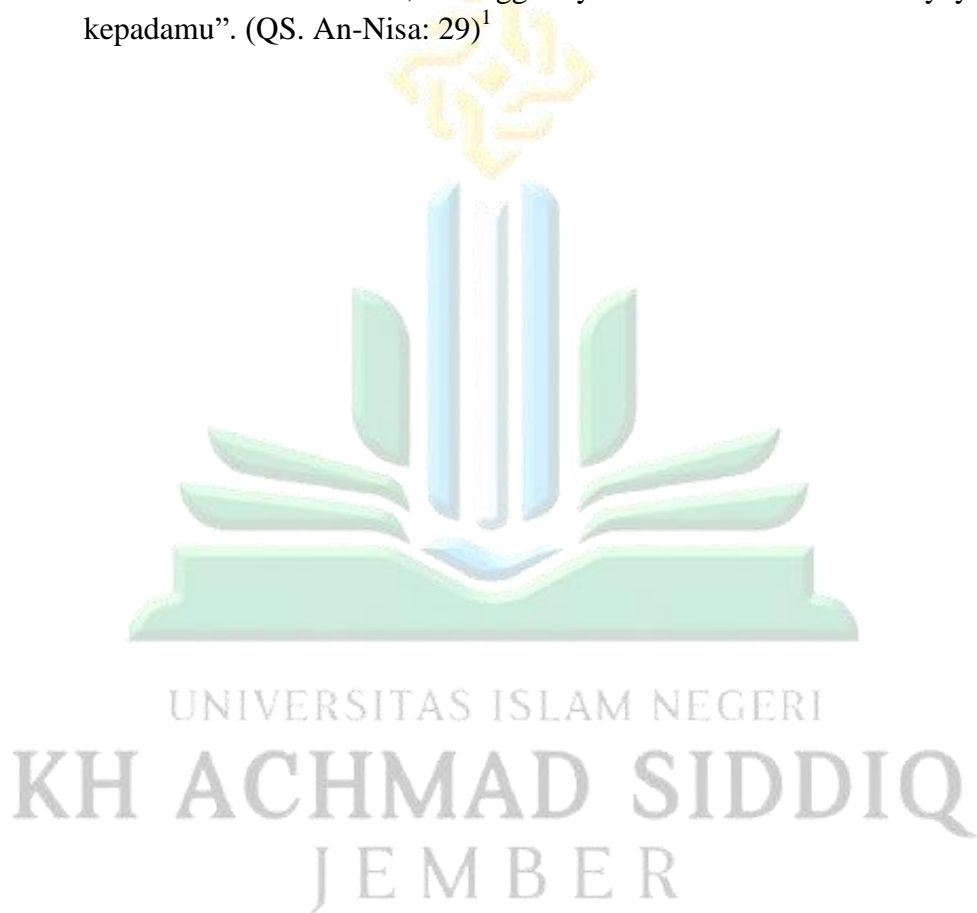 kepadamu”. (QS. An-Nisa: 29)1
UNIVERSITAS ISLAM NEGERI
KH ACHMAD SIDDIQ
JEMBER